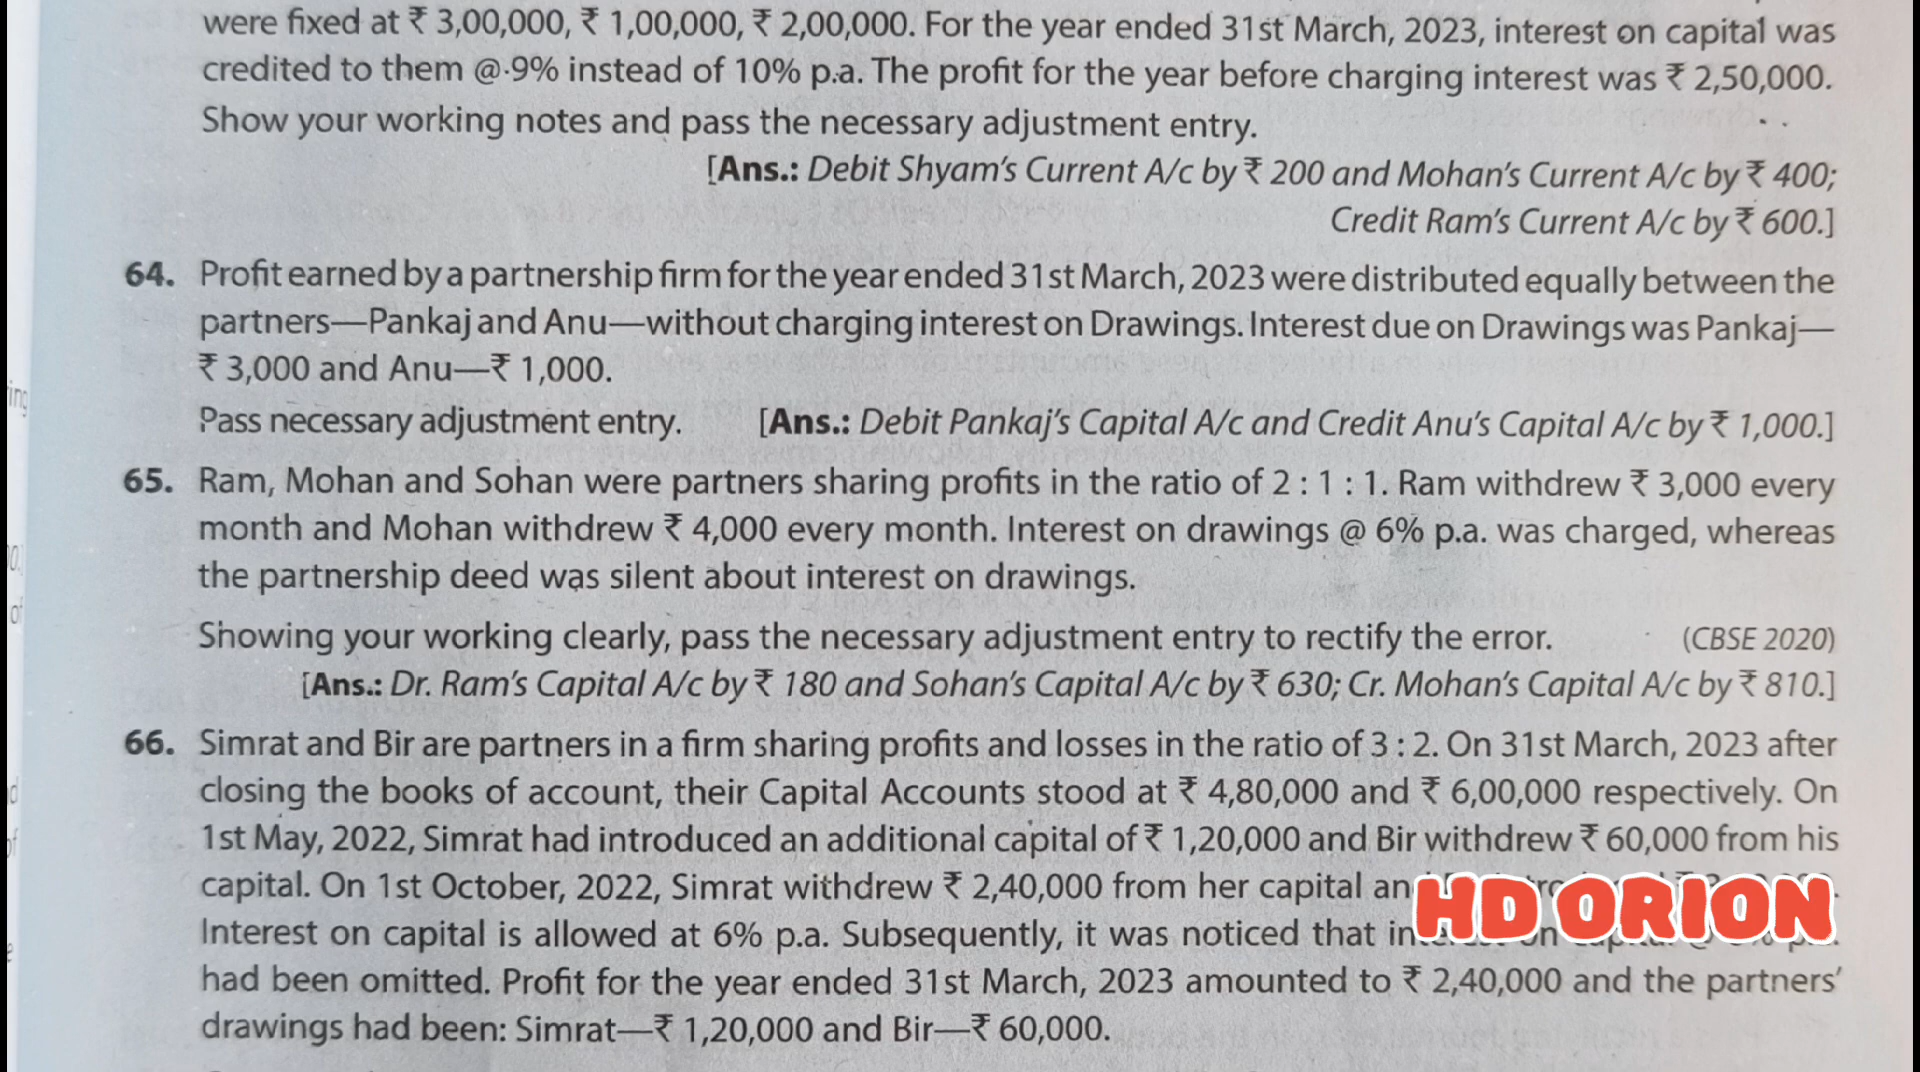 were fixed at ₹ 3,00,000, ₹ 1,00,000, ₹ 2,00,000. For the year ended 31st March, 2023, interest on capital was
credited to them @ 9% instead of 10% p.a. The profit for the year before charging interest was ₹ 2,50,000.
Show your working notes and pass the necessary adjustment entry.
[Ans.: Debit Shyam's Current A/c by ₹ 200 and Mohan's Current A/c by ₹ 400;
Credit Ram's Current A/c by ₹ 600.]
64. Profit earned by a partnership firm for the year ended 31st March, 2023 were distributed equally between the
partners—Pankaj and Anu—without charging interest on Drawings. Interest due on Drawings was Pankaj—
₹ 3,000 and Anu—₹ 1,000.
Pass necessary adjustment entry. [Ans.: Debit Pankaj's Capital A/c and Credit Anu's Capital A/c by ₹ 1,000.]
65. Ram, Mohan and Sohan were partners sharing profits in the ratio of 2 : 1 : 1. Ram withdrew ₹ 3,000 every
month and Mohan withdrew ₹ 4,000 every month. Interest on drawings @ 6% p.a. was charged, whereas
the partnership deed was silent about interest on drawings.
Showing your working clearly, pass the necessary adjustment entry to rectify the error. (CBSE 2020)
[Ans.: Dr. Ram's Capital A/c by ₹ 180 and Sohan's Capital A/c by ₹ 630; Cr. Mohan's Capital A/c by ₹ 810.]
66. Simrat and Bir are partners in a firm sharing profits and losses in the ratio of 3 : 2. On 31st March, 2023 after
closing the books of account, their Capital Accounts stood at ₹ 4,80,000 and ₹ 6,00,000 respectively. On
1st May, 2022, Simrat had introduced an additional capital of ₹ 1,20,000 and Bir withdrew ₹ 60,000 from his
capital. On 1st October, 2022, Simrat withdrew ₹ 2,40,000 from her capital
HD ORION
Interest on capital is allowed at 6% p.a. Subsequently, it was noticed that
had been omitted. Profit for the year ended 31st March, 2023 amounted to ₹ 2,40,000 and the partners'
drawings had been: Simrat—₹ 1,20,000 and Bir—₹ 60,000.